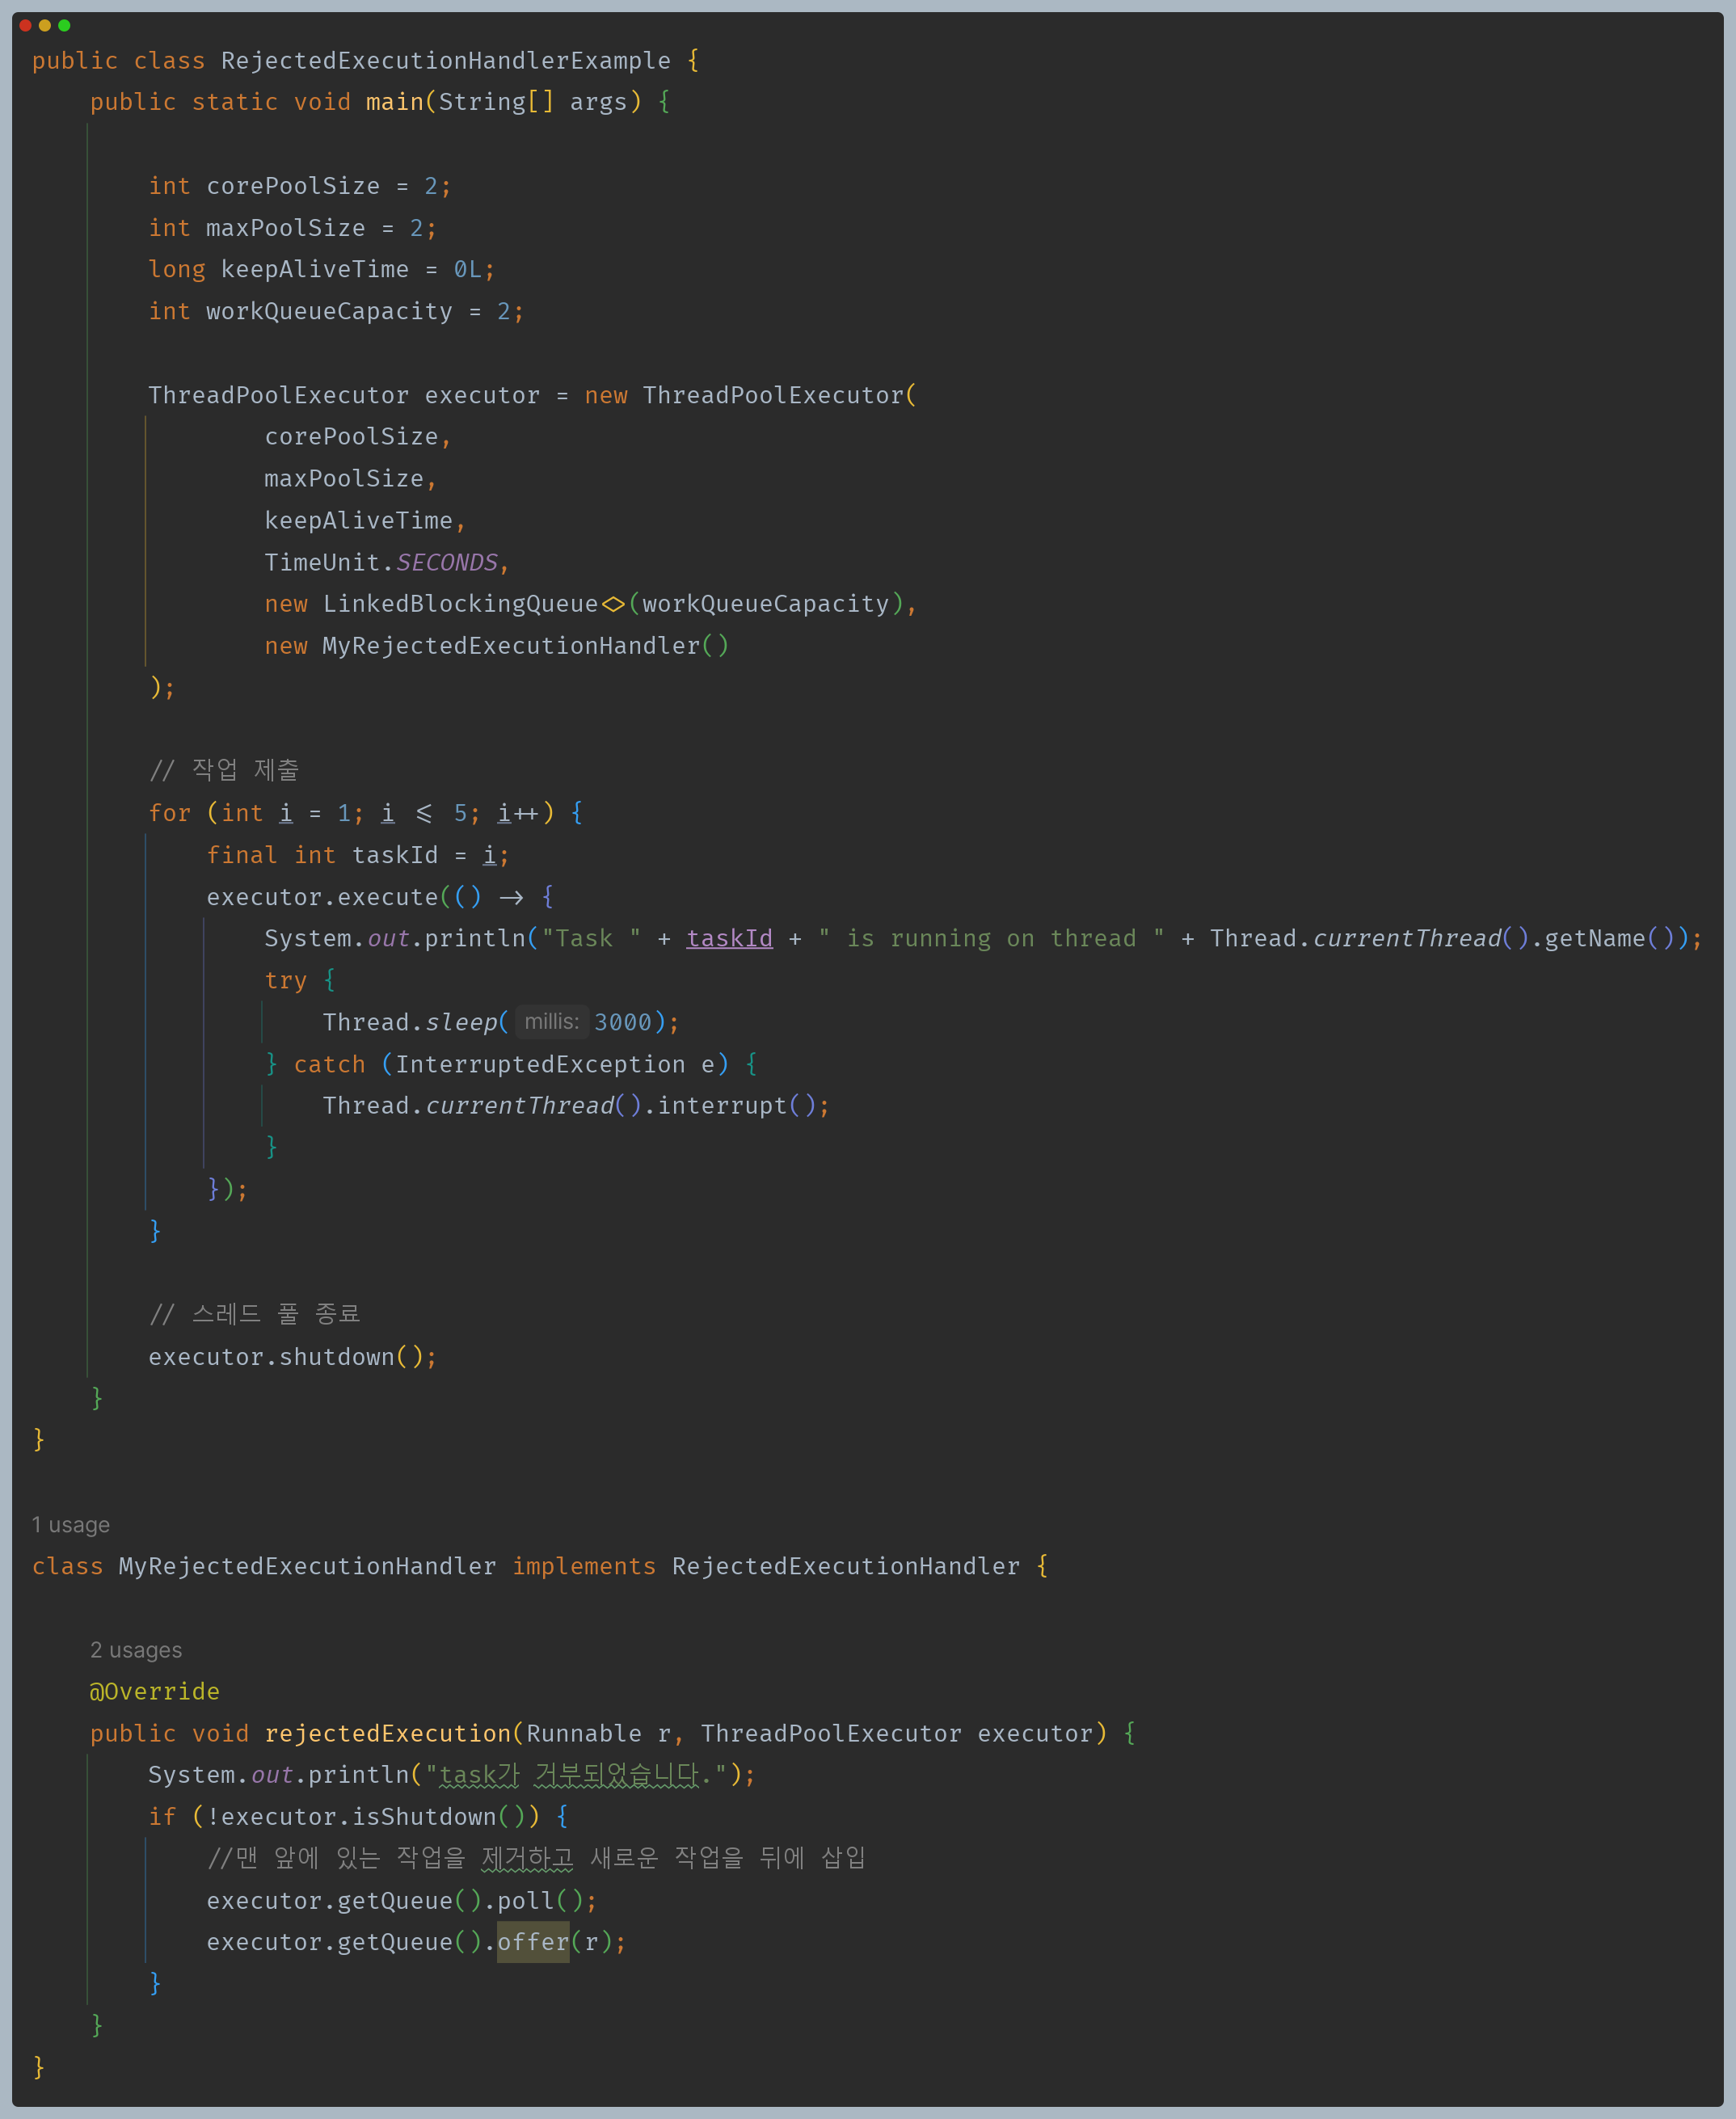 public class RejectedExecutionHandlerExample {
    public static void main(String[] args) {

        int corePoolSize = 2;
        int maxPoolSize = 2;
        long keepAliveTime = 0L;
        int workQueueCapacity = 2;

        ThreadPoolExecutor executor = new ThreadPoolExecutor(
                corePoolSize,
                maxPoolSize,
                keepAliveTime,
                TimeUnit.SECONDS,
                new LinkedBlockingQueue<>(workQueueCapacity),
                new MyRejectedExecutionHandler()
        );

        // 작업 제출
        for (int i = 1; i <= 5; i++) {
            final int taskId = i;
            executor.execute(() -> {
                System.out.println("Task " + taskId + " is running on thread " + Thread.currentThread().getName());
                try {
                    Thread.sleep( millis: 3000);
                } catch (InterruptedException e) {
                    Thread.currentThread().interrupt();
                }
            });
        }

        // 스레드 풀 종료
        executor.shutdown();
    }
}

1 usage
class MyRejectedExecutionHandler implements RejectedExecutionHandler {

    2 usages
    @Override
    public void rejectedExecution(Runnable r, ThreadPoolExecutor executor) {
        System.out.println("task가 거부되었습니다.");
        if (!executor.isShutdown()) {
            //맨 앞에 있는 작업을 제거하고 새로운 작업을 뒤에 삽입
            executor.getQueue().poll();
            executor.getQueue().offer(r);
        }
    }
}